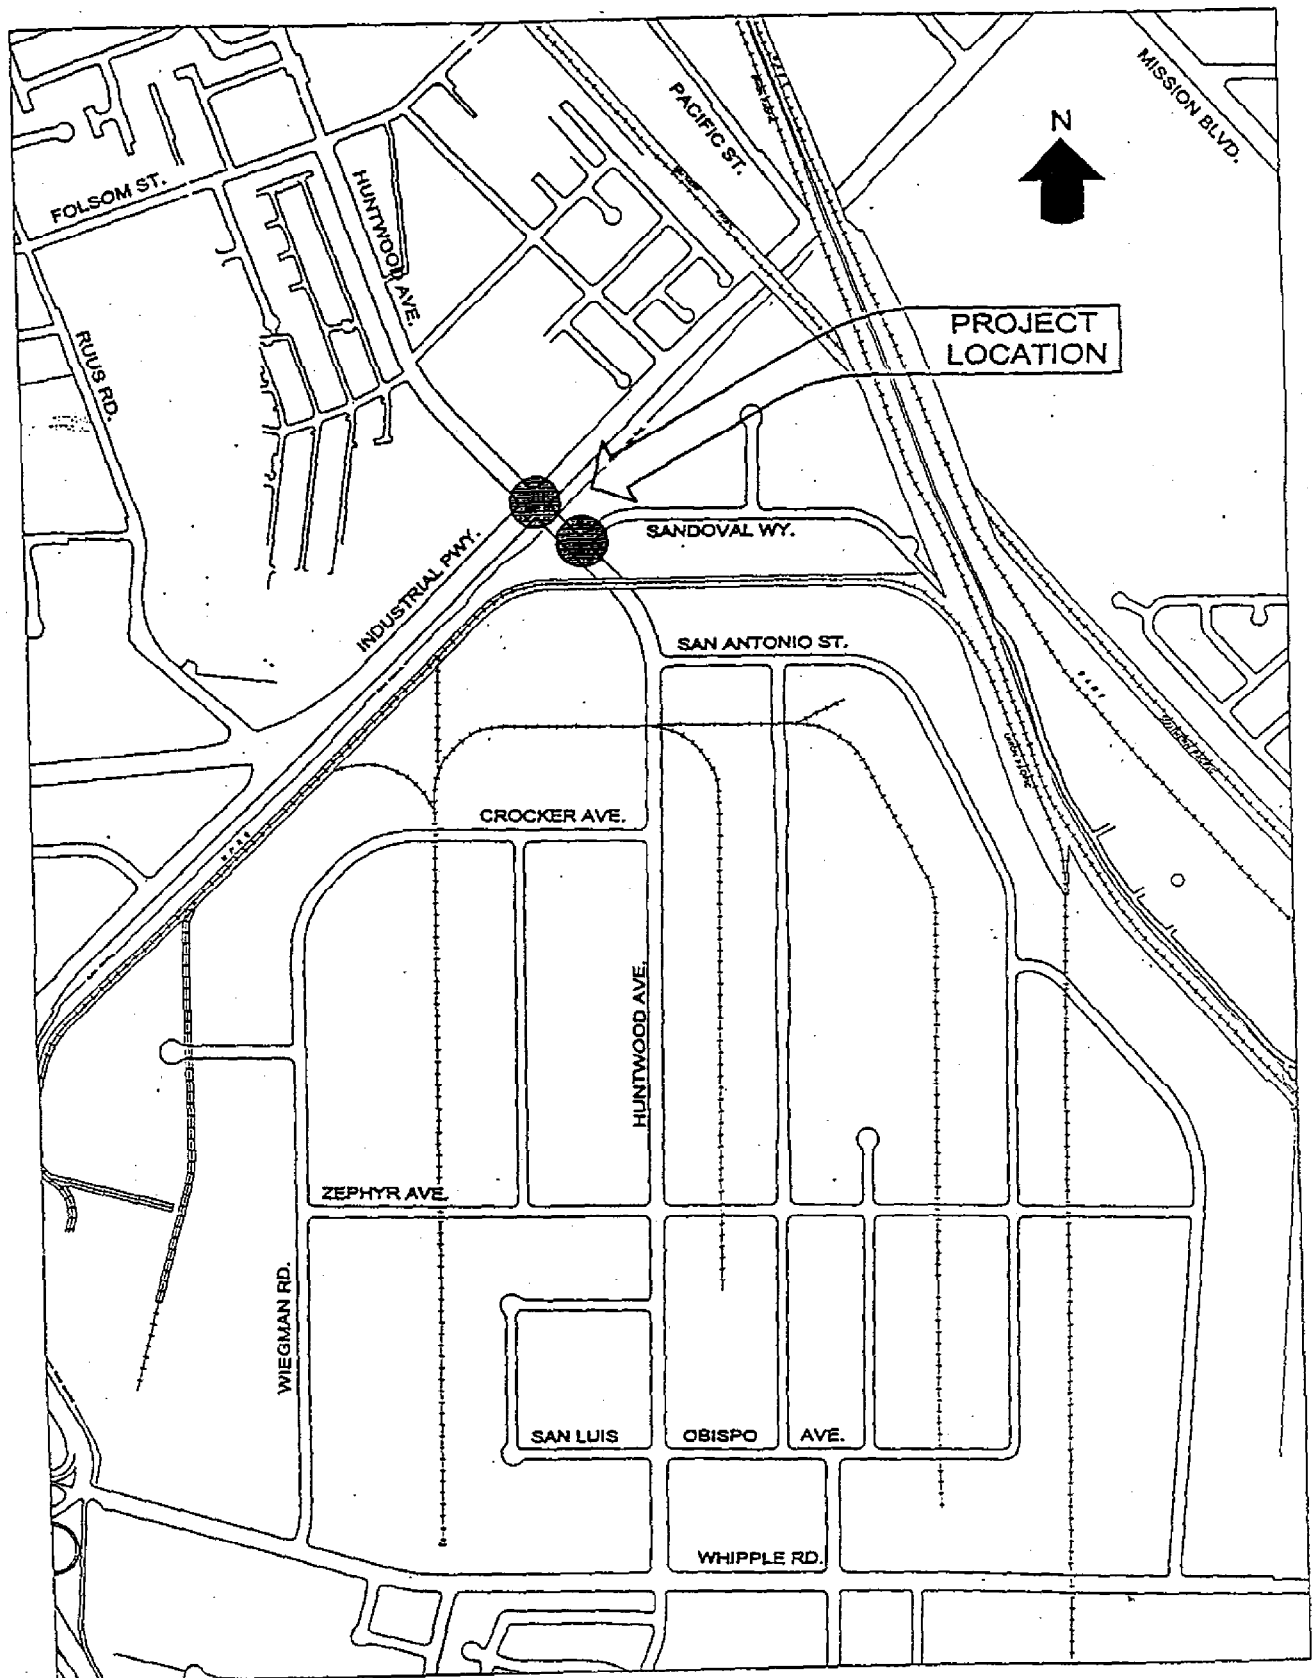 MISSION BLVD.
PACIFIC ST.
N
FOLSOM ST.
HUNTWOOD AVE.
PROJECT
LOCATION
RUUS RD.
SANDOVAL WY.
INDUSTRIAL PWY.
SAN ANTONIO ST.
CROCKER AVE.
HUNTWOOD AVE.
ZEPHYR AVE.
WIEGMAN RD.
SAN LUIS OBISPO AVE.
WHIPPLE RD.